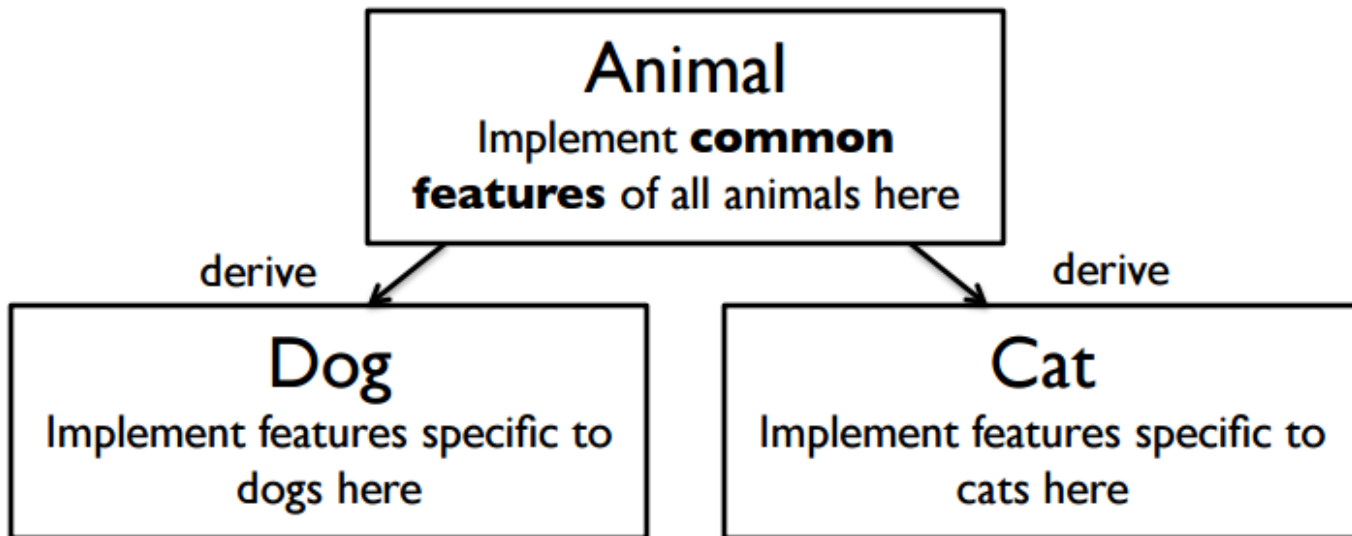 Animal
Implement common
features of all animals here
derive
derive
Dog
Implement features specific to
dogs here
Cat
Implement features specific to
cats here